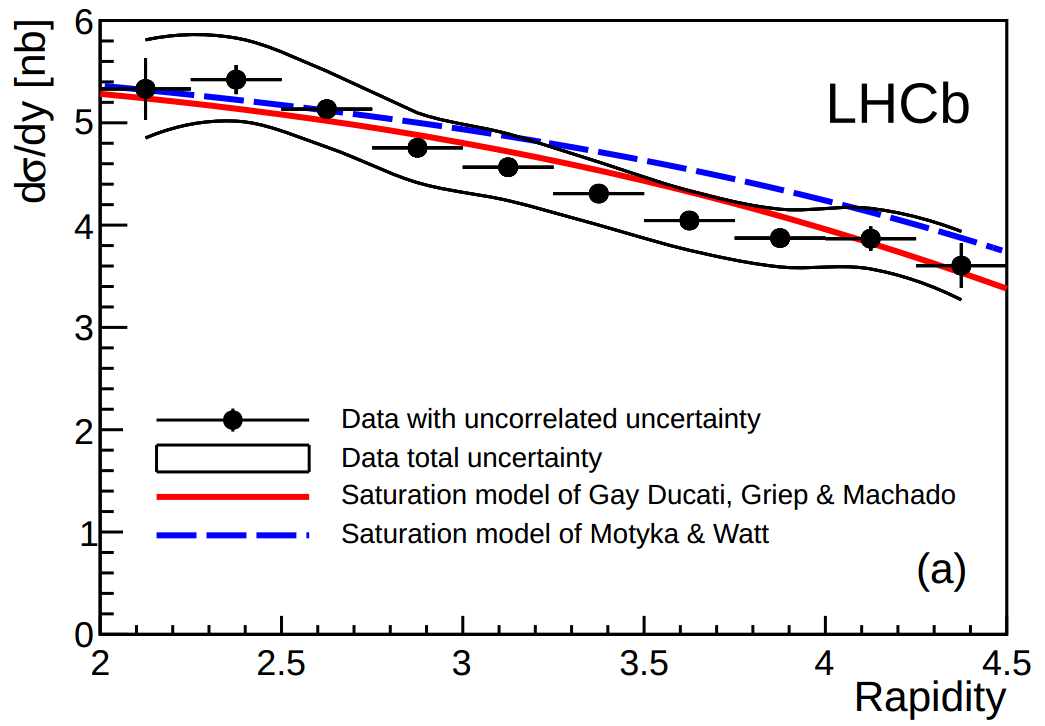 dσ/dy [nb]
6
5
4
3
2
1
0
LHCb
Data with uncorrelated uncertainty
Data total uncertainty
Saturation model of Gay Ducati, Griep & Machado
Saturation model of Motyka & Watt
(a)
2 2.5 3 3.5 4 4.5
Rapidity